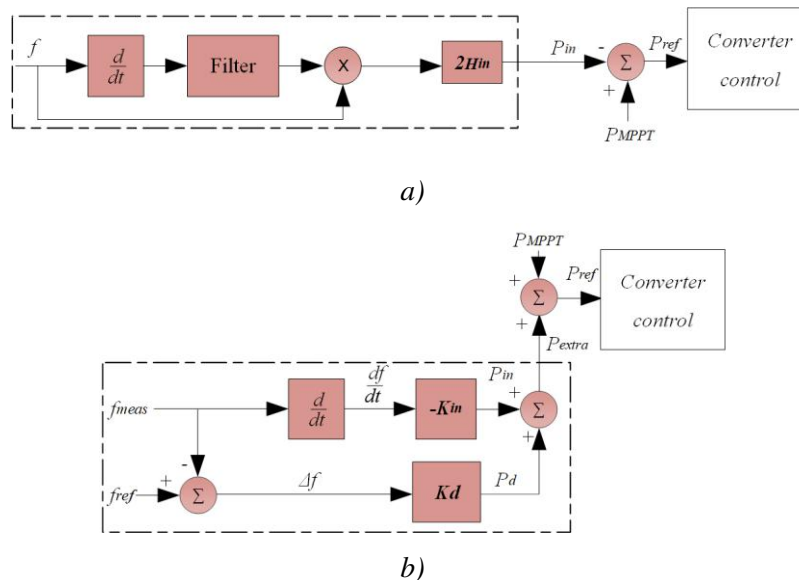 f
d
dt
Filter
X
2Hin
Pin
-
Σ
+
PMPPT
Pref
Converter
control
a)
PMPPT
+
Σ
+
Pref
Converter
control
Pextra
fmeas
d
dt
df
dt
-Kin
Pin
+
Σ
+
-
fref
+
Σ
Δf
Kd
Pd
b)